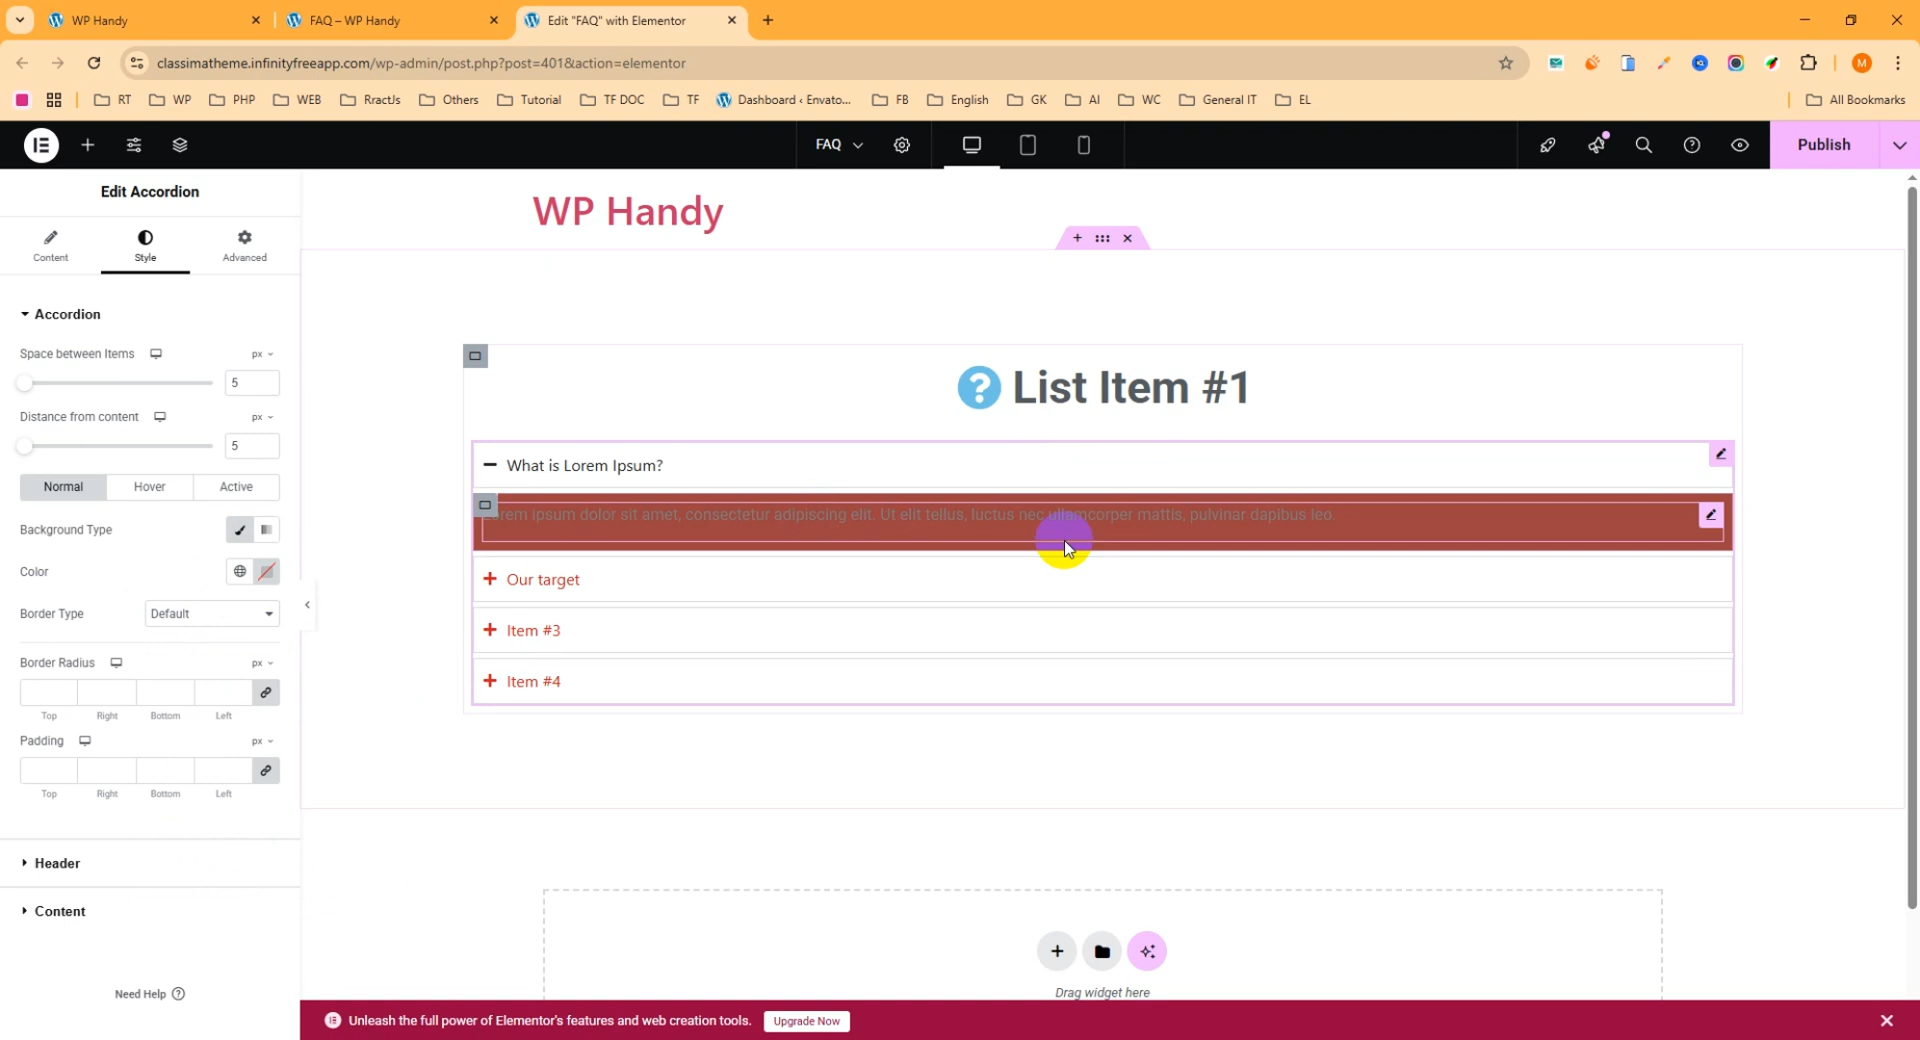 WP Handy
FAQ – WP Handy
Edit "FAQ" with Elementor
classimatheme.infinityfreeapp.com/wp-admin/post.php?post=401&action=elementor
M
RT
WP
PHP
WEB
RractJs
Others
Tutorial
TF DOC
TF
Dashboard ‹ Envato...
FB
English
GK
AI
WC
General IT
EL
All Bookmarks
FAQ
Publish
Edit Accordion
Content
Style
Advanced
Accordion
Space between Items
px
5
Distance from content
px
5
Normal
Hover
Active
Background Type
Color
Border Type
Default
Border Radius
px
Top
Right
Bottom
Left
Padding
px
Top
Right
Bottom
Left
Header
Content
Need Help
WP Handy
List Item #1
What is Lorem Ipsum?
Lorem ipsum dolor sit amet, consectetur adipiscing elit. Ut elit tellus, luctus nec ullamcorper mattis, pulvinar dapibus leo.
Our target
Item #3
Item #4
Drag widget here
Unleash the full power of Elementor's features and web creation tools.
Upgrade Now